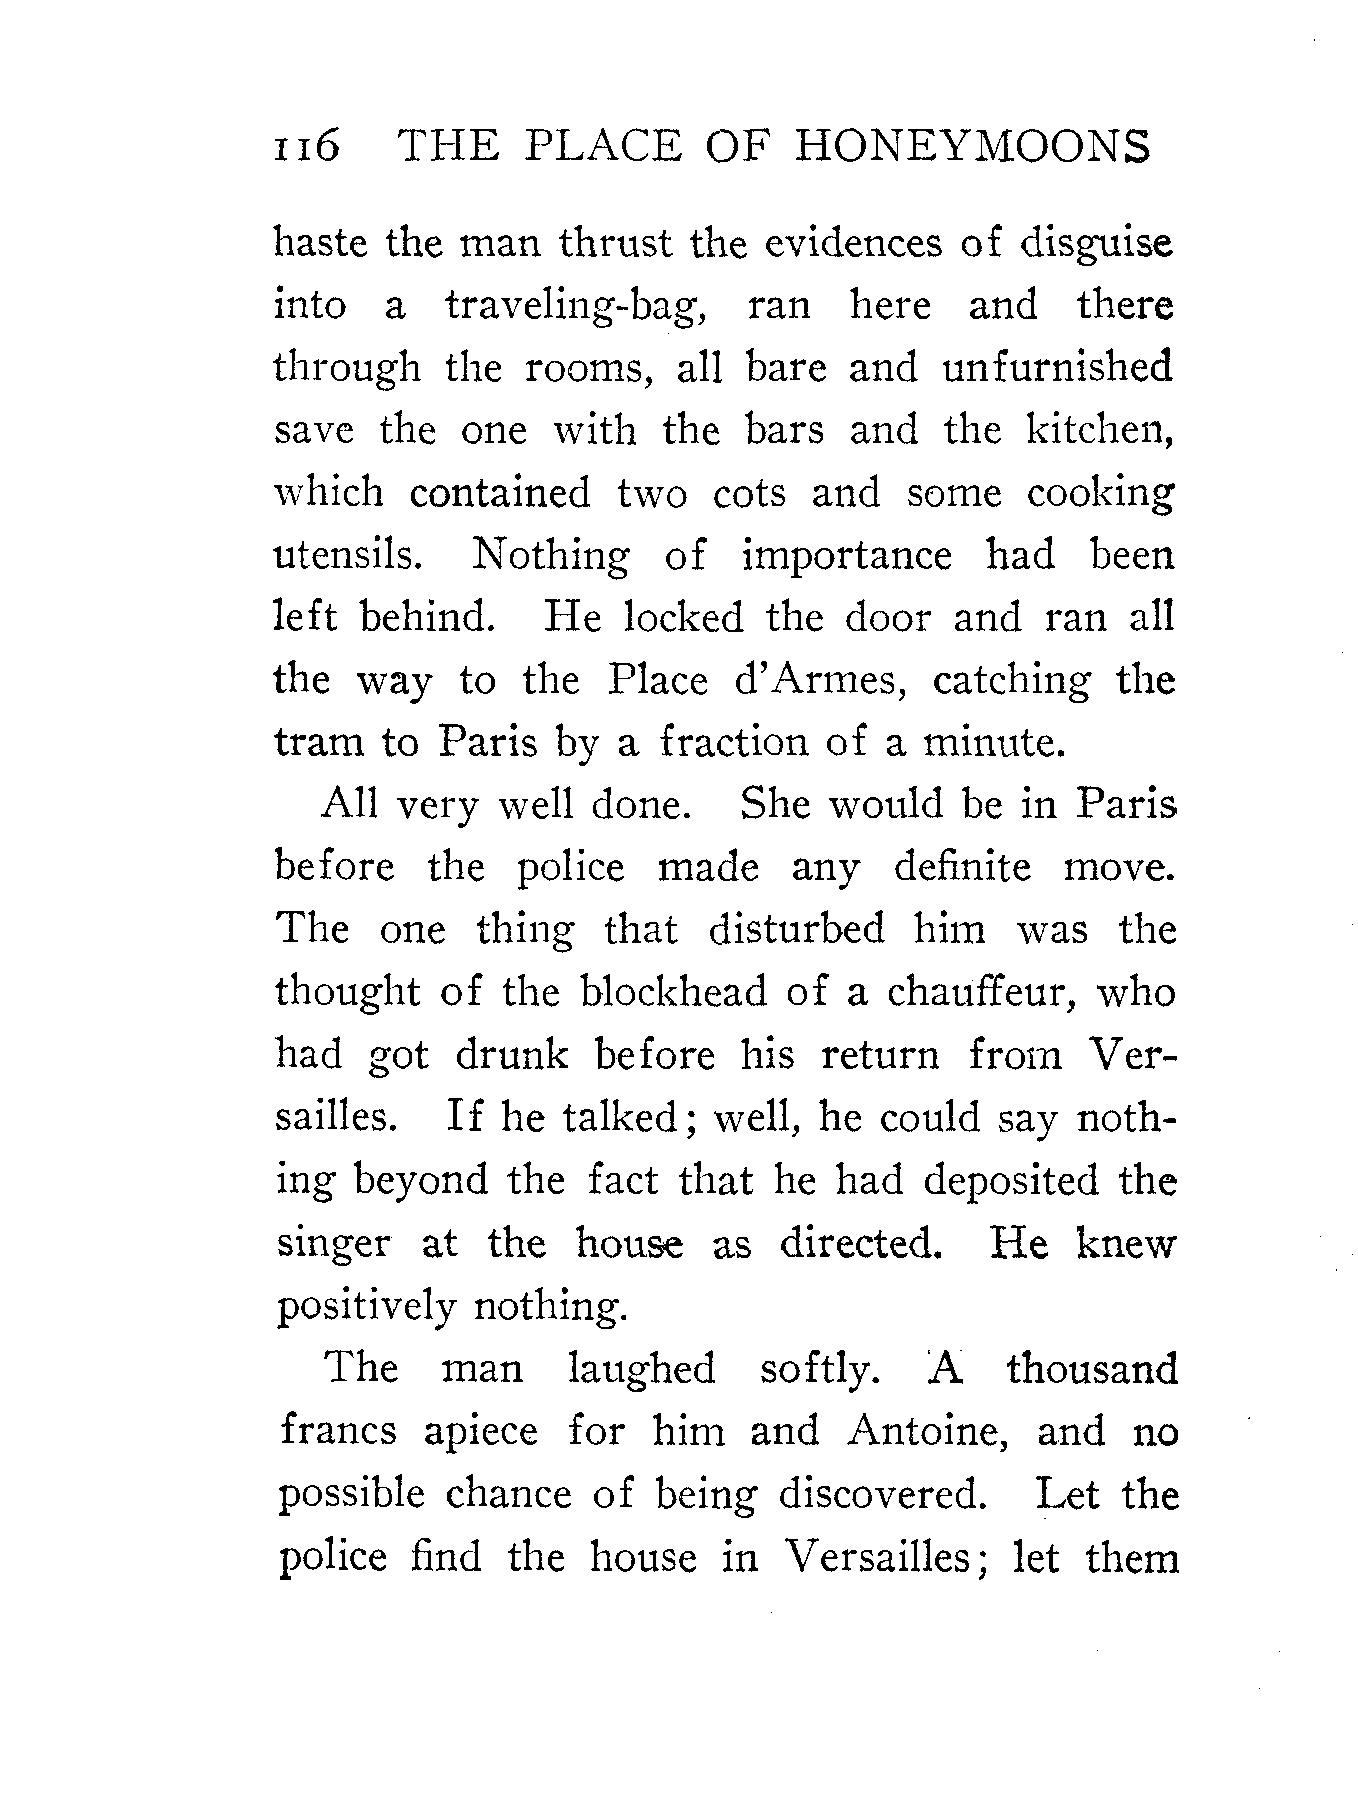 116 THE PLACE OF HONEYMOONS
haste the man thrust the evidences of disguise
into a traveling-bag, ran here and there
through the rooms, all bare and unfurnished
save the one with the bars and the kitchen,
which contained two cots and some cooking
utensils. Nothing of importance had been
left behind. He locked the door and ran all
the way to the Place d'Armes, catching the
tram to Paris by a fraction of a minute.
All very well done. She would be in Paris
before the police made any definite move.
The one thing that disturbed him was the
thought of the blockhead of a chauffeur, who
had got drunk before his return from Ver-
sailles. If he talked; well, he could say noth-
ing beyond the fact that he had deposited the
singer at the house as directed. He knew
positively nothing.
The man laughed softly. A thousand
francs apiece for him and Antoine, and no
possible chance of being discovered. Let the
police find the house in Versailles; let them